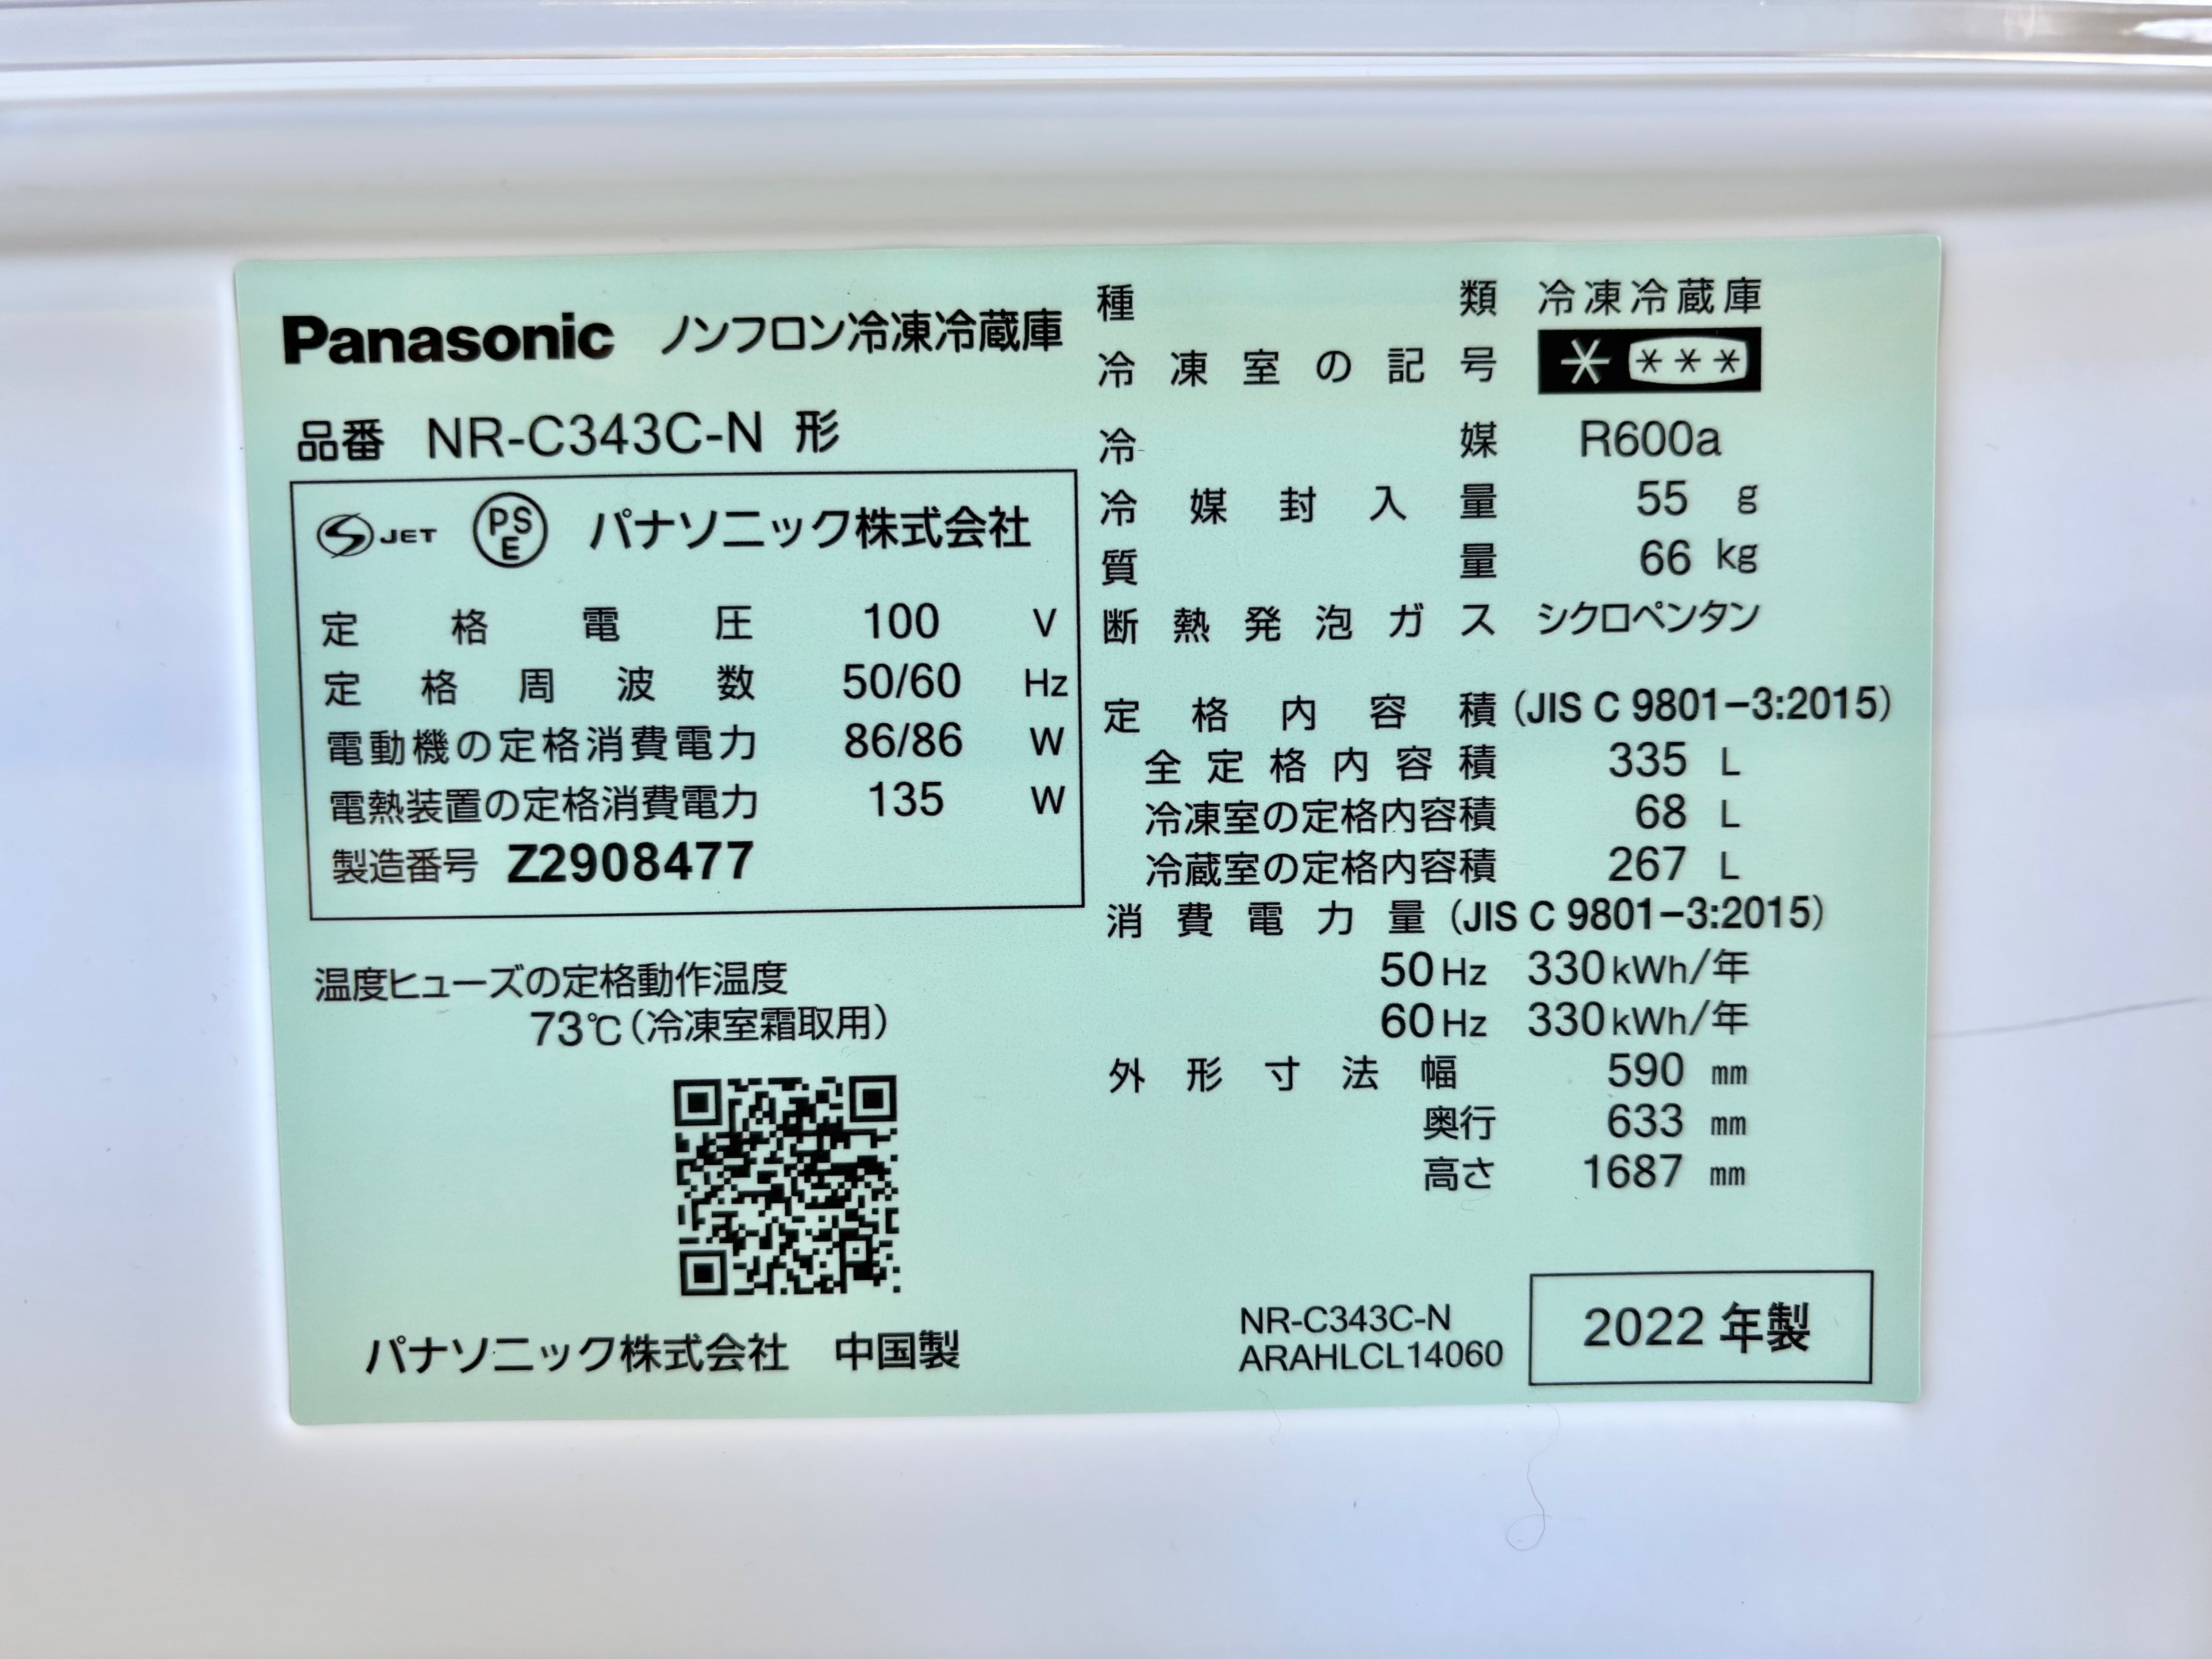 Panasonic ノンフロン冷凍冷蔵庫
品番 NR-C343C-N 形
S JET PSE パナソニック株式会社
定格電圧 100 V
定格周波数 50/60 Hz
電動機の定格消費電力 86/86 W
電熱装置の定格消費電力 135 W
製造番号 Z2908477
温度ヒューズの定格動作温度
73℃(冷凍室霜取用)
パナソニック株式会社 中国製
種類 冷凍冷蔵庫
冷凍室の記号 * ***
冷媒 R600a
冷媒封入量 55 g
質量 66 kg
断熱発泡ガス シクロペンタン
定格内容積 (JIS C 9801-3:2015)
全定格内容積 335 L
冷凍室の定格内容積 68 L
冷蔵室の定格内容積 267 L
消費電力量 (JIS C 9801-3:2015)
50Hz 330kWh/年
60Hz 330kWh/年
外形寸法 幅 590 mm
奥行 633 mm
高さ 1687 mm
NR-C343C-N
ARAHLCL14060
2022 年製